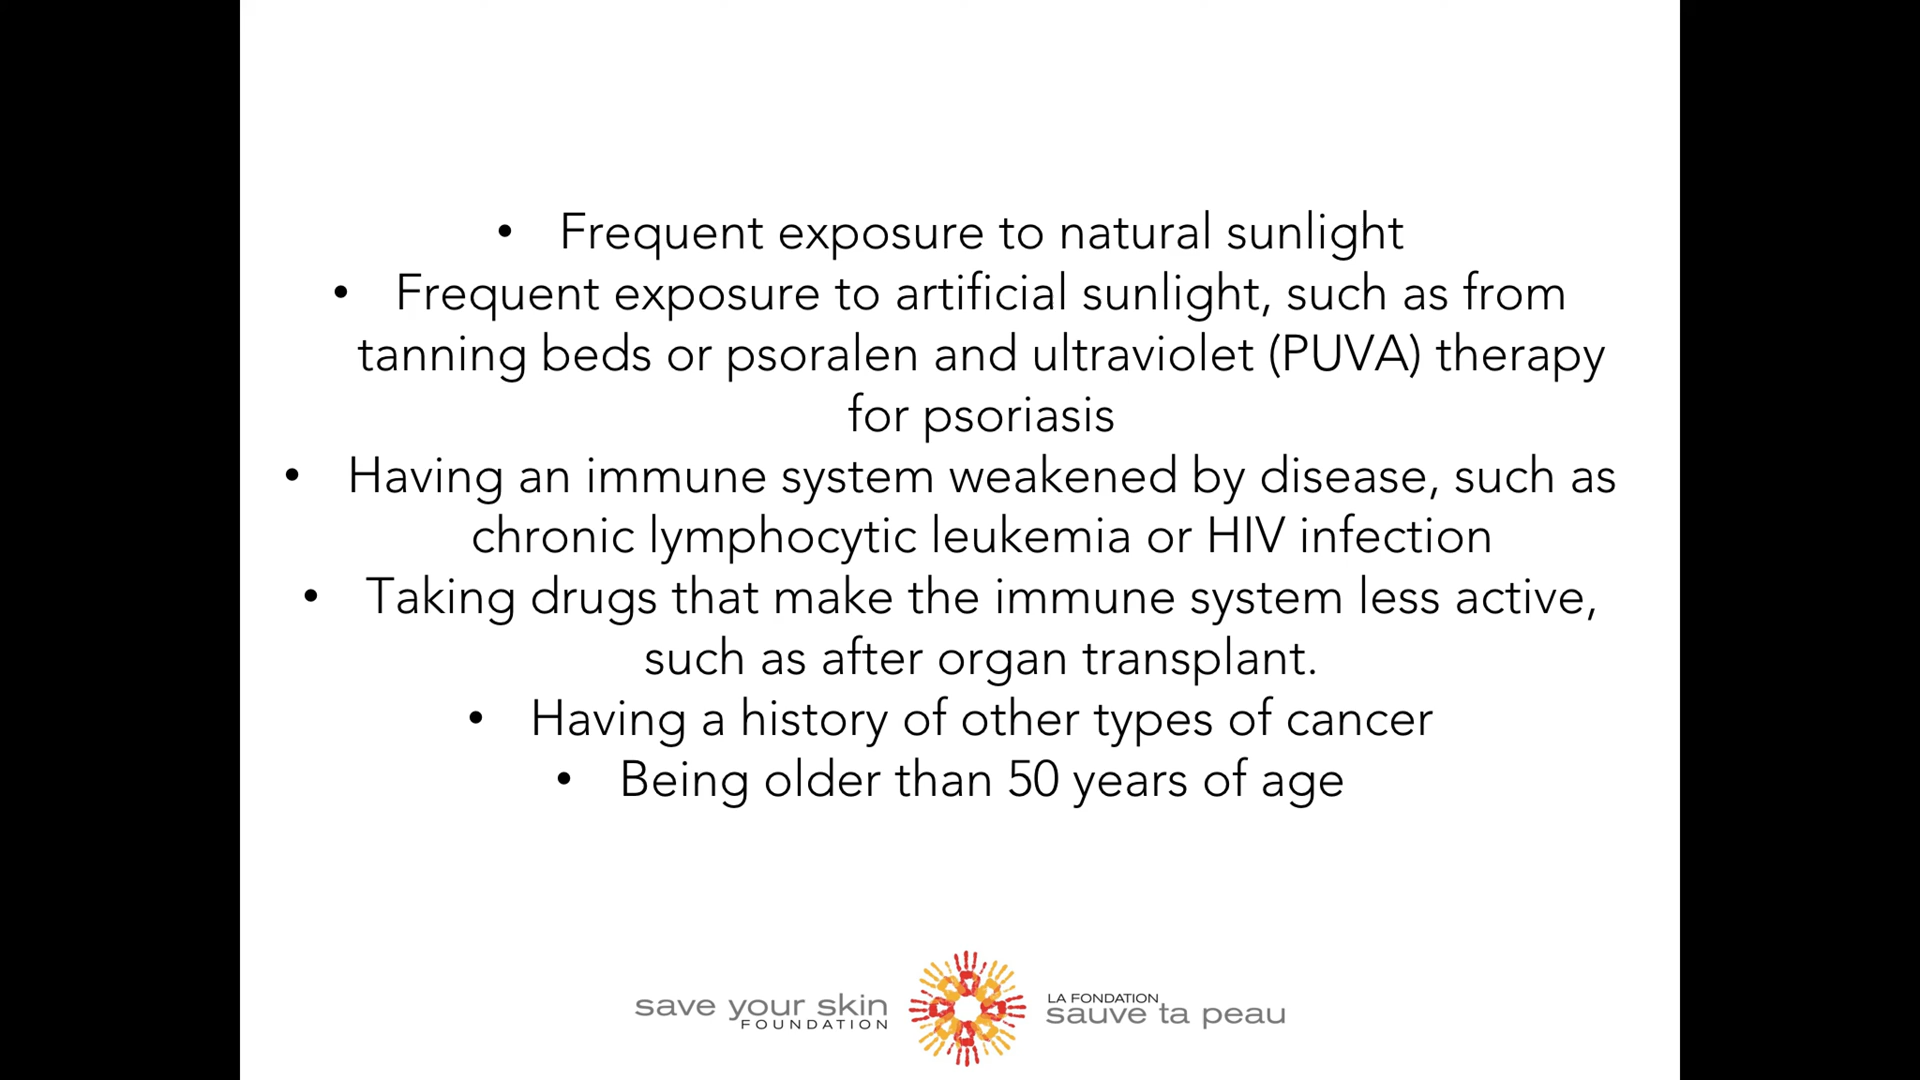 • Frequent exposure to natural sunlight
• Frequent exposure to artificial sunlight, such as from
tanning beds or psoralen and ultraviolet (PUVA) therapy
for psoriasis
• Having an immune system weakened by disease, such as
chronic lymphocytic leukemia or HIV infection
• Taking drugs that make the immune system less active,
such as after organ transplant.
• Having a history of other types of cancer
• Being older than 50 years of age
save your skin
FOUNDATION
LA FONDATION
sauve ta peau